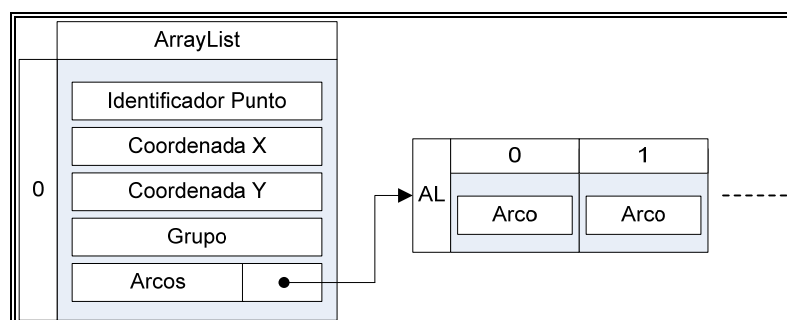 ArrayList
0
Identificador Punto
Coordenada X
Coordenada Y
Grupo
Arcos
AL
0 1
Arco Arco